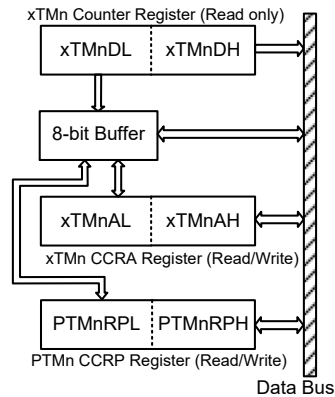 xTMn Counter Register (Read only)
xTMnDL xTMnDH
8-bit Buffer
xTMnAL xTMnAH
xTMn CCRA Register (Read/Write)
PTMnRPL PTMnRPH
PTMn CCRP Register (Read/Write)
Data Bus